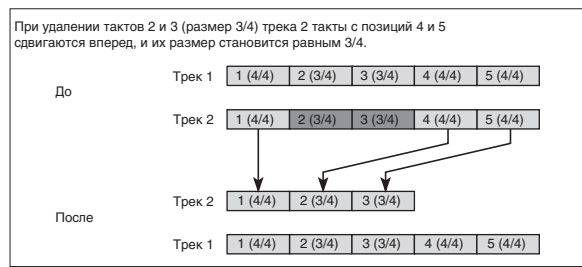 При удалении тактов 2 и 3 (размер 3/4) трека 2 такты с позиций 4 и 5
сдвигаются вперед, и их размер становится равным 3/4.
До
Трек 1 1 (4/4) 2 (3/4) 3 (3/4) 4 (4/4) 5 (4/4)
Трек 2 1 (4/4) 2 (3/4) 3 (3/4) 4 (4/4) 5 (4/4)
После
Трек 2 1 (4/4) 2 (3/4) 3 (3/4)
Трек 1 1 (4/4) 2 (3/4) 3 (3/4) 4 (4/4) 5 (4/4)